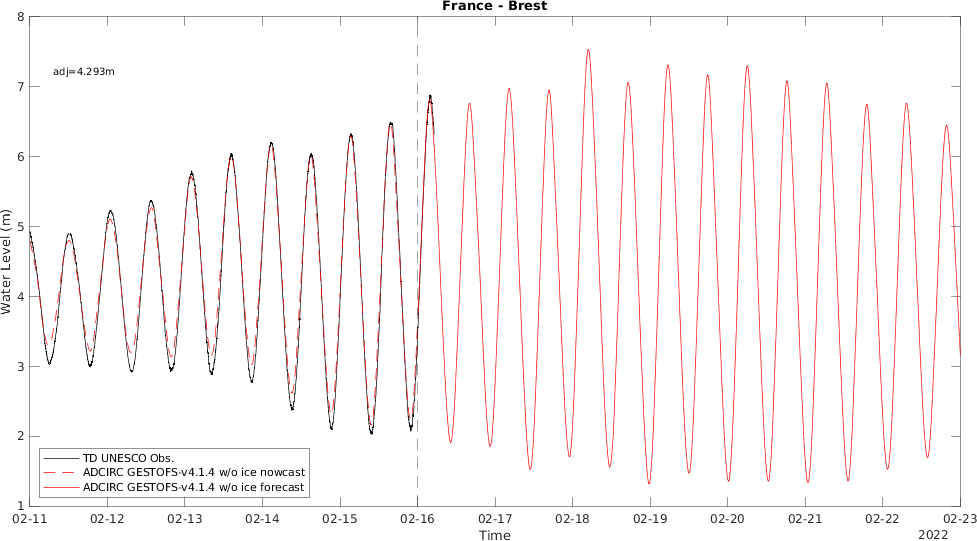 France - Brest
8
adj=4.293m
7
6
5
4
3
2
1
Water Level (m)
TD UNESCO Obs.
ADCIRC GESTOFS-v4.1.4 w/o ice nowcast
ADCIRC GESTOFS-v4.1.4 w/o ice forecast
02-11 02-12 02-13 02-14 02-15 02-16 02-17 02-18 02-19 02-20 02-21 02-22 02-23
Time
2022